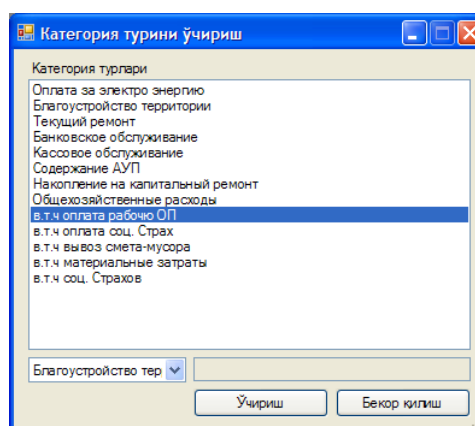 Категория турини ўчириш
Категория турлари
Оплата за электро энергию
Благоустройство территории
Текущий ремонт
Банковское обслуживание
Кассовое обслуживание
Содержание АУП
Накопление на капитальный ремонт
Общехозяйственные расходы
в.т.ч оплата рабочю ОП
в.т.ч оплата соц. Страх
в.т.ч вывоз смета-мусора
в.т.ч материальные затраты
в.т.ч соц. Страхов
Благоустройство тер
Ўчириш Бекор қилиш